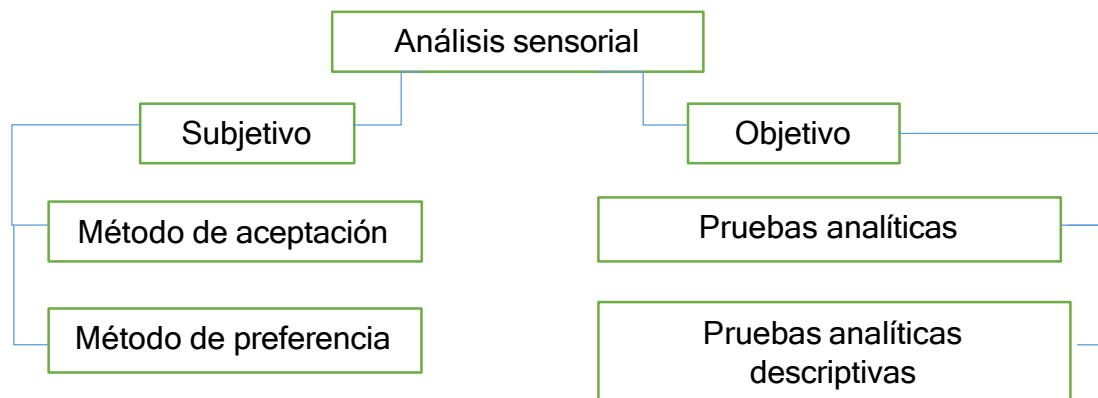 Análisis sensorial
Subjetivo
Objetivo
Método de aceptación
Pruebas analíticas
Método de preferencia
Pruebas analíticas
descriptivas